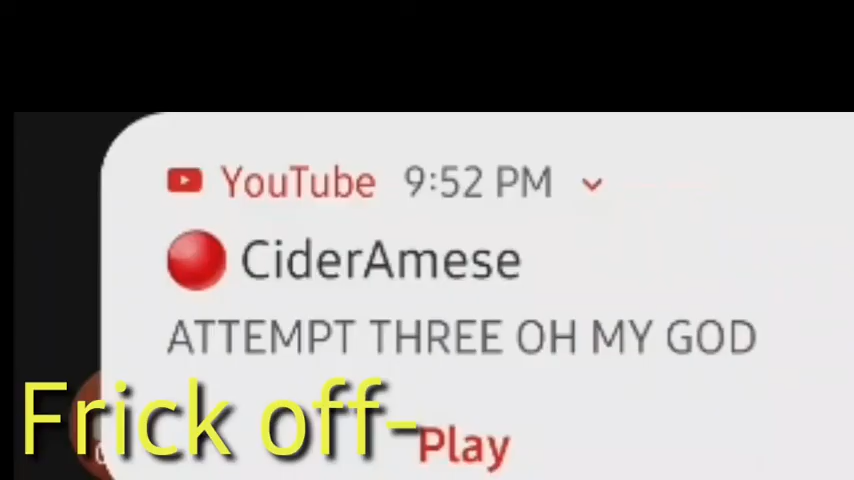 YouTube 9:52 PM
🔴 CiderAmese
ATTEMPT THREE OH MY GOD
Frick off-
Play